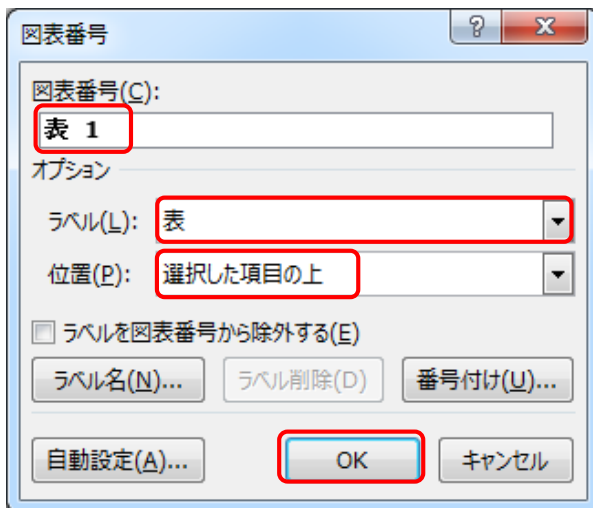 図表番号
図表番号(C):
表 1
オプション
ラベル(L): 表
位置(P): 選択した項目の上
ラベルを図表番号から除外する(E)
ラベル名(N)... ラベル削除(D) 番号付け(U)...
自動設定(A)... OK キャンセル